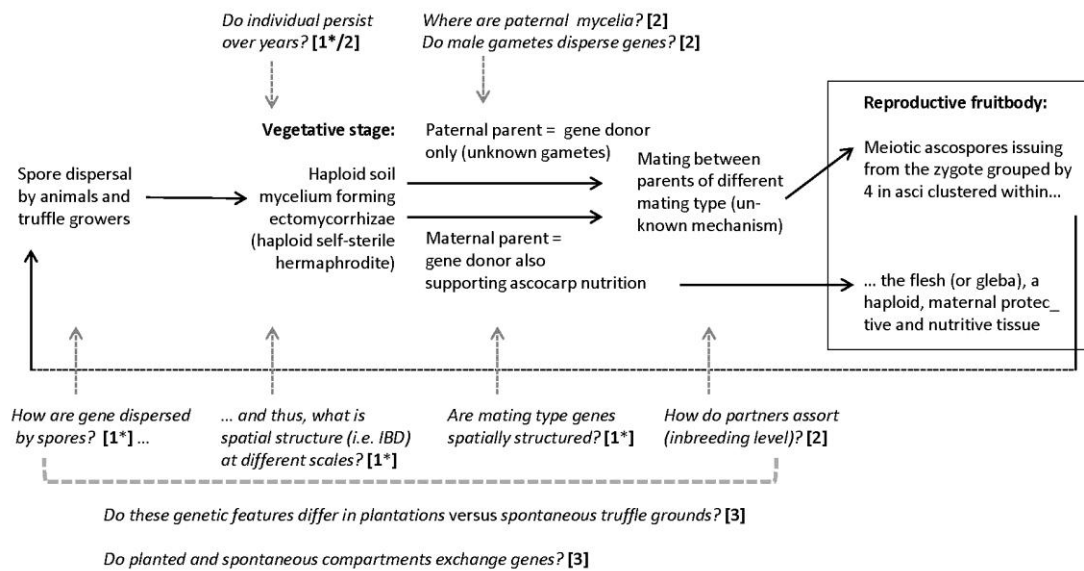 Do individual persist
over years? [1*/2]
Where are paternal mycelia? [2]
Do male gametes disperse genes? [2]
Reproductive fruitbody:
Meiotic ascospores issuing
from the zygote grouped by
4 in asci clustered within...
... the flesh (or gleba), a
haploid, maternal protec_
tive and nutritive tissue
Vegetative stage:
Haploid soil
mycelium forming
ectomycorrhizae
(haploid self-sterile
hermaphrodite)
Paternal parent = gene donor
only (unknown gametes)
Maternal parent =
gene donor also
supporting ascocarp nutrition
Mating between
parents of different
mating type (un-
known mechanism)
Spore dispersal
by animals and
truffle growers
How are gene dispersed
by spores? [1*] ...
... and thus, what is
spatial structure (i.e. IBD)
at different scales? [1*]
Are mating type genes
spatially structured? [1*]
How do partners assort
(inbreeding level)? [2]
Do these genetic features differ in plantations versus spontaneous truffle grounds? [3]
Do planted and spontaneous compartments exchange genes? [3]